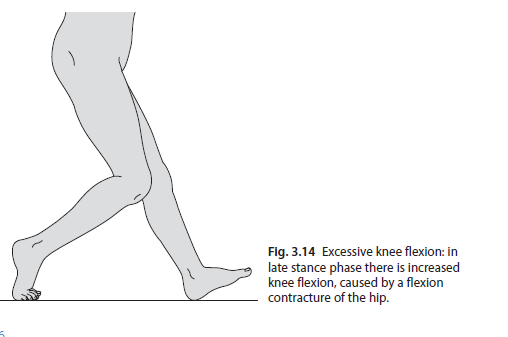 Fig. 3.14 Excessive knee flexion: in
late stance phase there is increased
knee flexion, caused by a flexion
contracture of the hip.